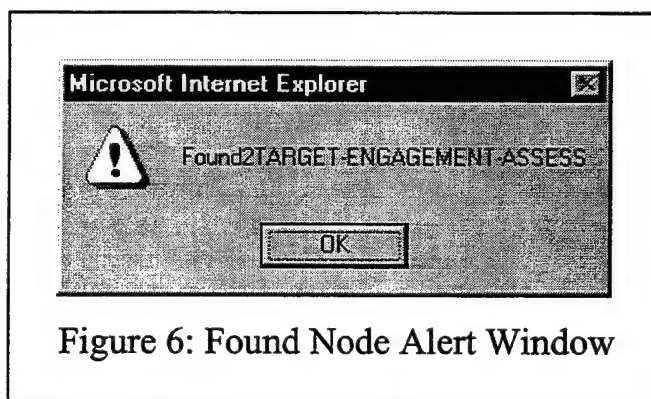 Microsoft Internet Explorer
Found2TARGET-ENGAGEMENT-ASSESS
OK
Figure 6: Found Node Alert Window